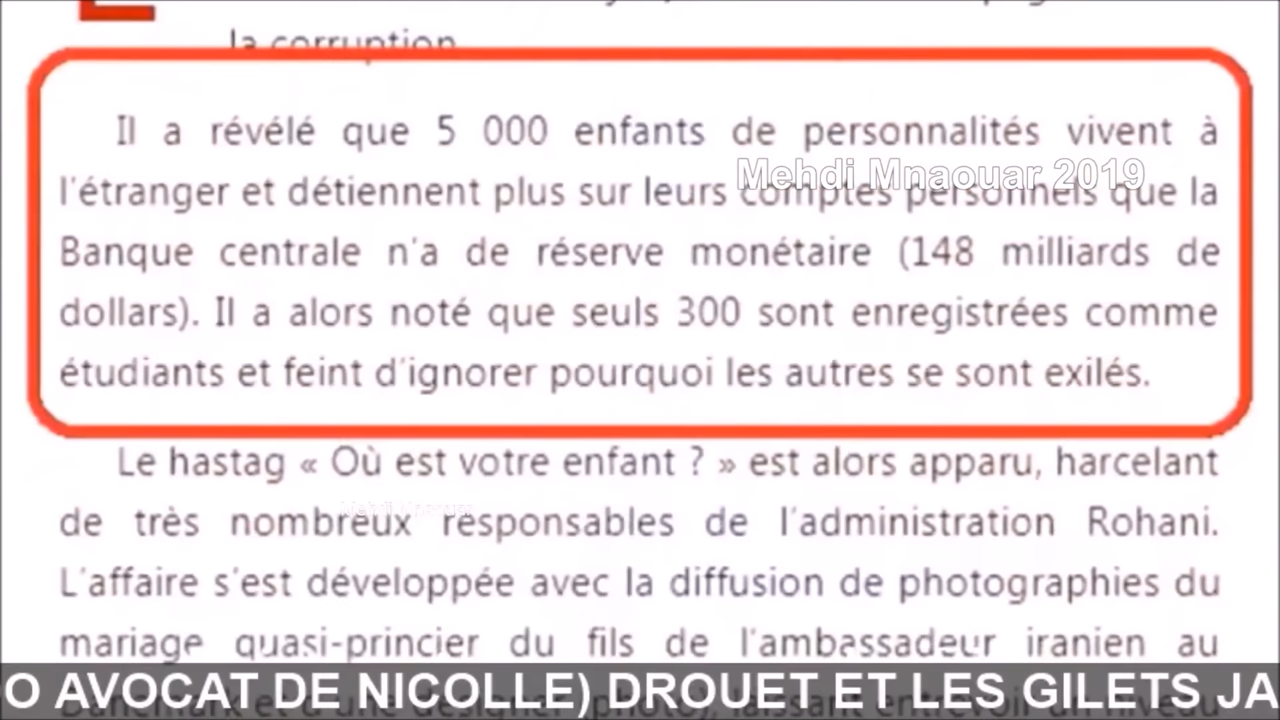 la corruption.
Il a révélé que 5 000 enfants de personnalités vivent à
Mehdi Mnaouar 2019
l'étranger et détiennent plus sur leurs comptes personnels que la
Banque centrale n'a de réserve monétaire (148 milliards de
dollars). Il a alors noté que seuls 300 sont enregistrées comme
étudiants et feint d'ignorer pourquoi les autres se sont exilés.
Le hastag « Où est votre enfant ? » est alors apparu, harcelant
Mehdi Mnaouar
de très nombreux responsables de l'administration Rohani.
L'affaire s'est développée avec la diffusion de photographies du
mariage quasi-princier du fils de l'ambassadeur iranien au
O AVOCAT DE NICOLLE) DROUET ET LES GILETS JA